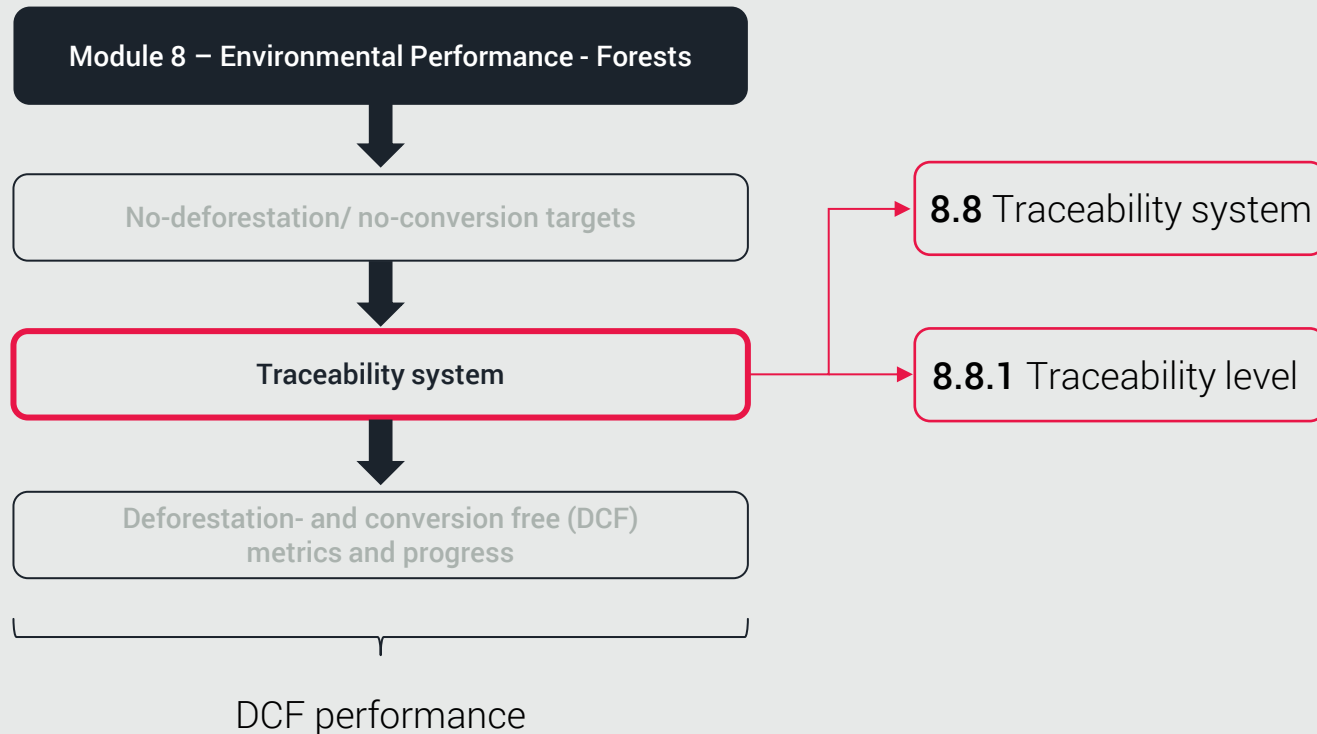 Module 8 – Environmental Performance - Forests
No-deforestation/ no-conversion targets
8.8 Traceability system
Traceability system
8.8.1 Traceability level
Deforestation- and conversion free (DCF)
metrics and progress
DCF performance